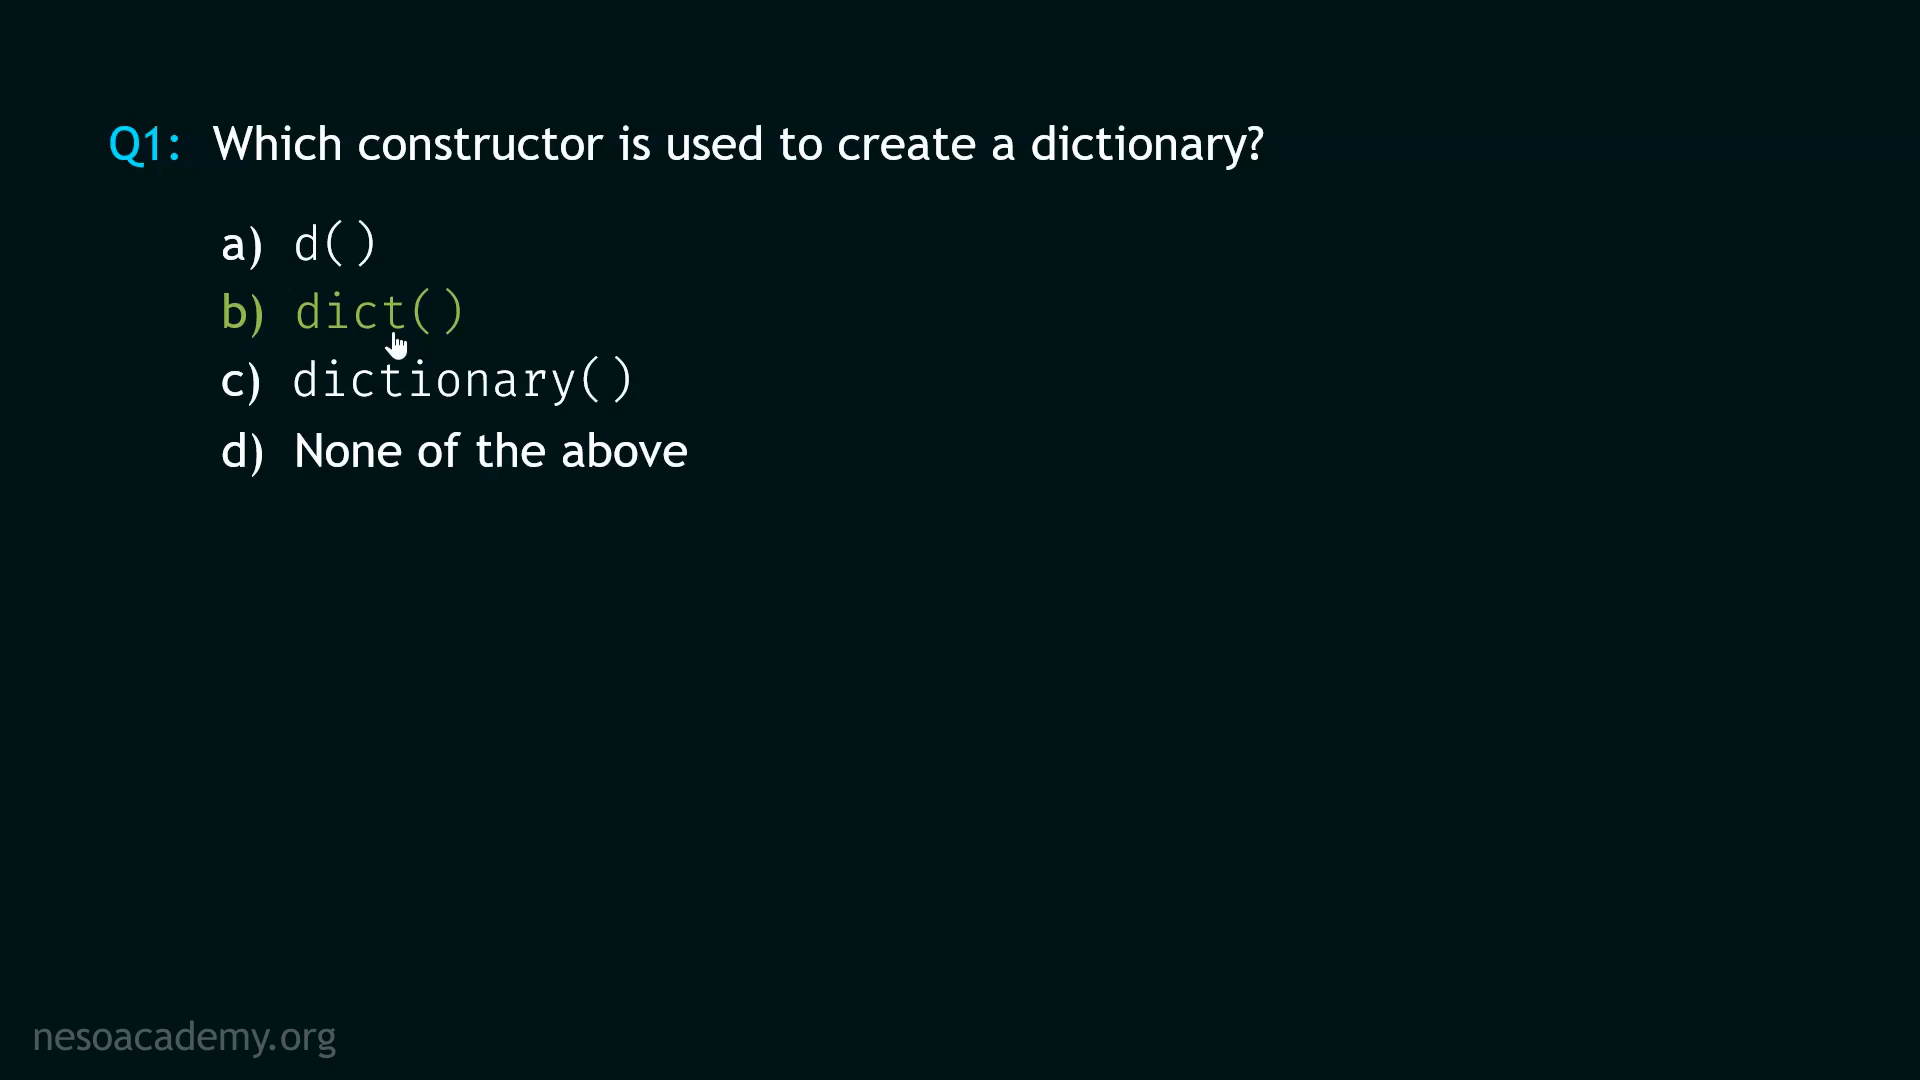 Q1: Which constructor is used to create a dictionary?
a) d()
b) dict()
c) dictionary()
d) None of the above
nesoacademy.org